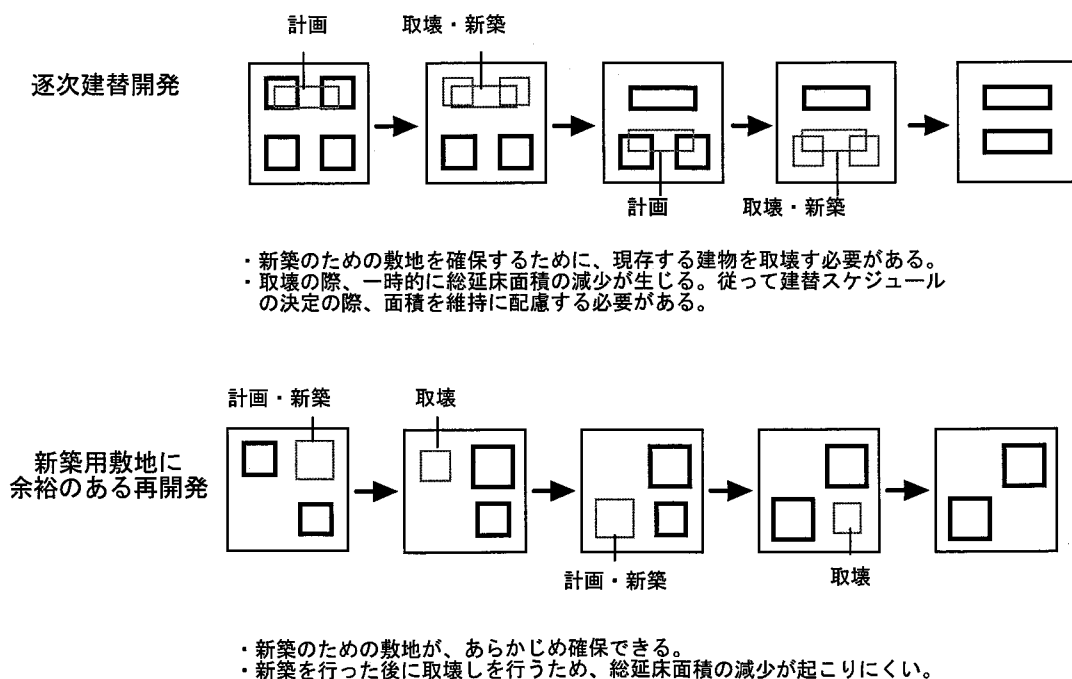 計画
取壊・新築
逐次建替開発
計画
取壊・新築
・新築のための敷地を確保するために、現存する建物を取壊す必要がある。
・取壊の際、一時的に総延床面積の減少が生じる。従って建替スケジュール
の決定の際、面積を維持に配慮する必要がある。
計画・新築
取壊
新築用敷地に
余裕のある再開発
計画・新築
取壊
・新築のための敷地が、あらかじめ確保できる。
・新築を行った後に取壊しを行うため、総延床面積の減少が起こりにくい。